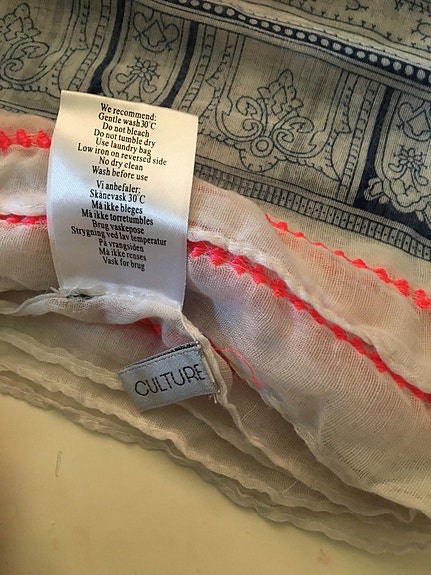 We recommend:
Gentle wash30°C
Do not bleach
Do not tumble dry
Use laundry bag
Low iron on reversed side
No dry clean
Wash before use
Vi anbefaler:
Skånevask 30°C
Må ikke bleges
Må ikke torretumbles
Brug vaskepose
Strygning ved lav temperatur
På vrangsiden
Må ikke renses
Vask for brug
CULTURE